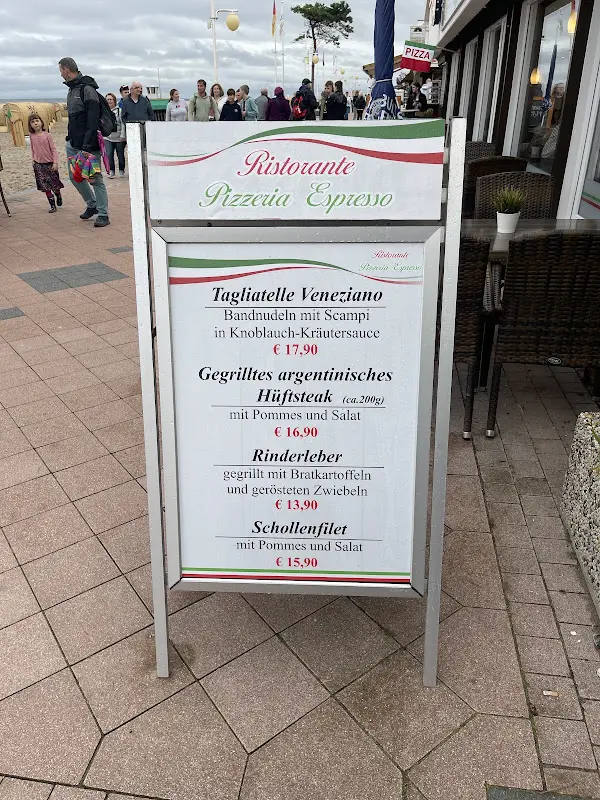 PIZZA
Ristorante
Pizzeria Espresso
Ristorante
Pizzeria Espresso
Tagliatelle Veneziano
Bandnudeln mit Scampi
in Knoblauch-Kräutersauce
€ 17,90
Gegrilltes argentinisches
Hüftsteak (ca.200g)
mit Pommes und Salat
€ 16,90
Rinderleber
gegrillt mit Bratkartoffeln
und gerösteten Zwiebeln
€ 13,90
Schollenfilet
mit Pommes und Salat
€ 15,90